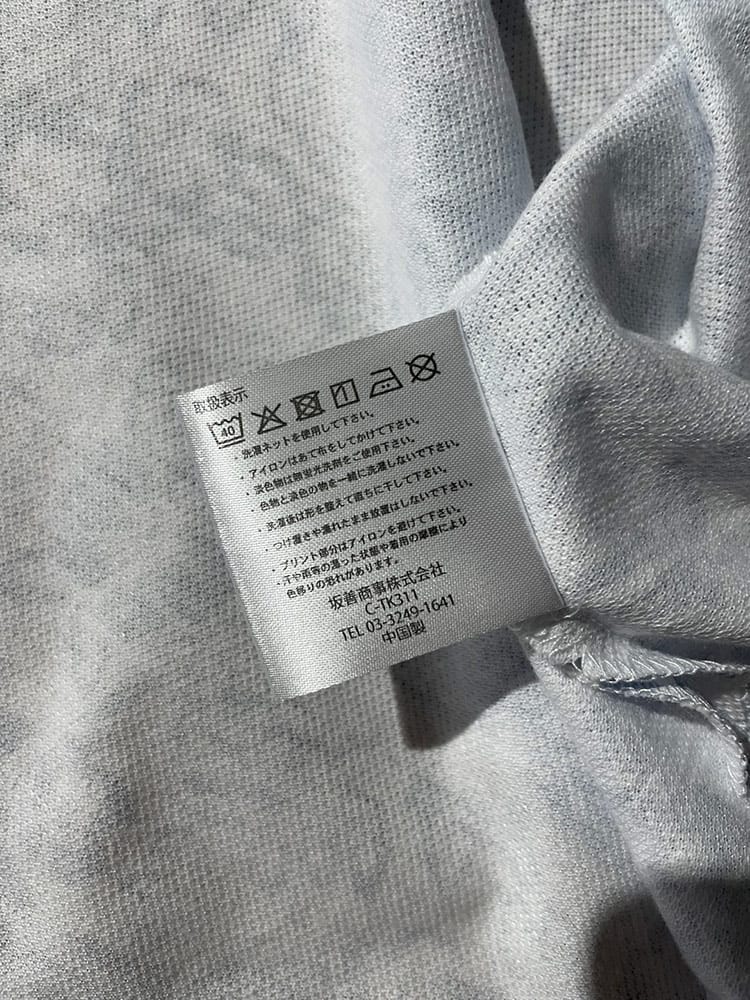 取扱表示
40
洗濯ネットを使用して下さい。
・アイロンはあて布をしてかけて下さい。
・淡色物は無蛍光洗剤をご使用下さい。
・色物と淡色の物を一緒に洗濯しないで下さい。
・洗濯後は形を整えて直ちに干して下さい。
・つけ置きや濡れたまま放置はしないで下さい。
・プリント部分はアイロンを避けて下さい。
・汗や雨等の湿った状態や着用の摩擦により
色移りの恐れがあります。
坂善商事株式会社
C-TK311
TEL 03-3249-1641
中国製